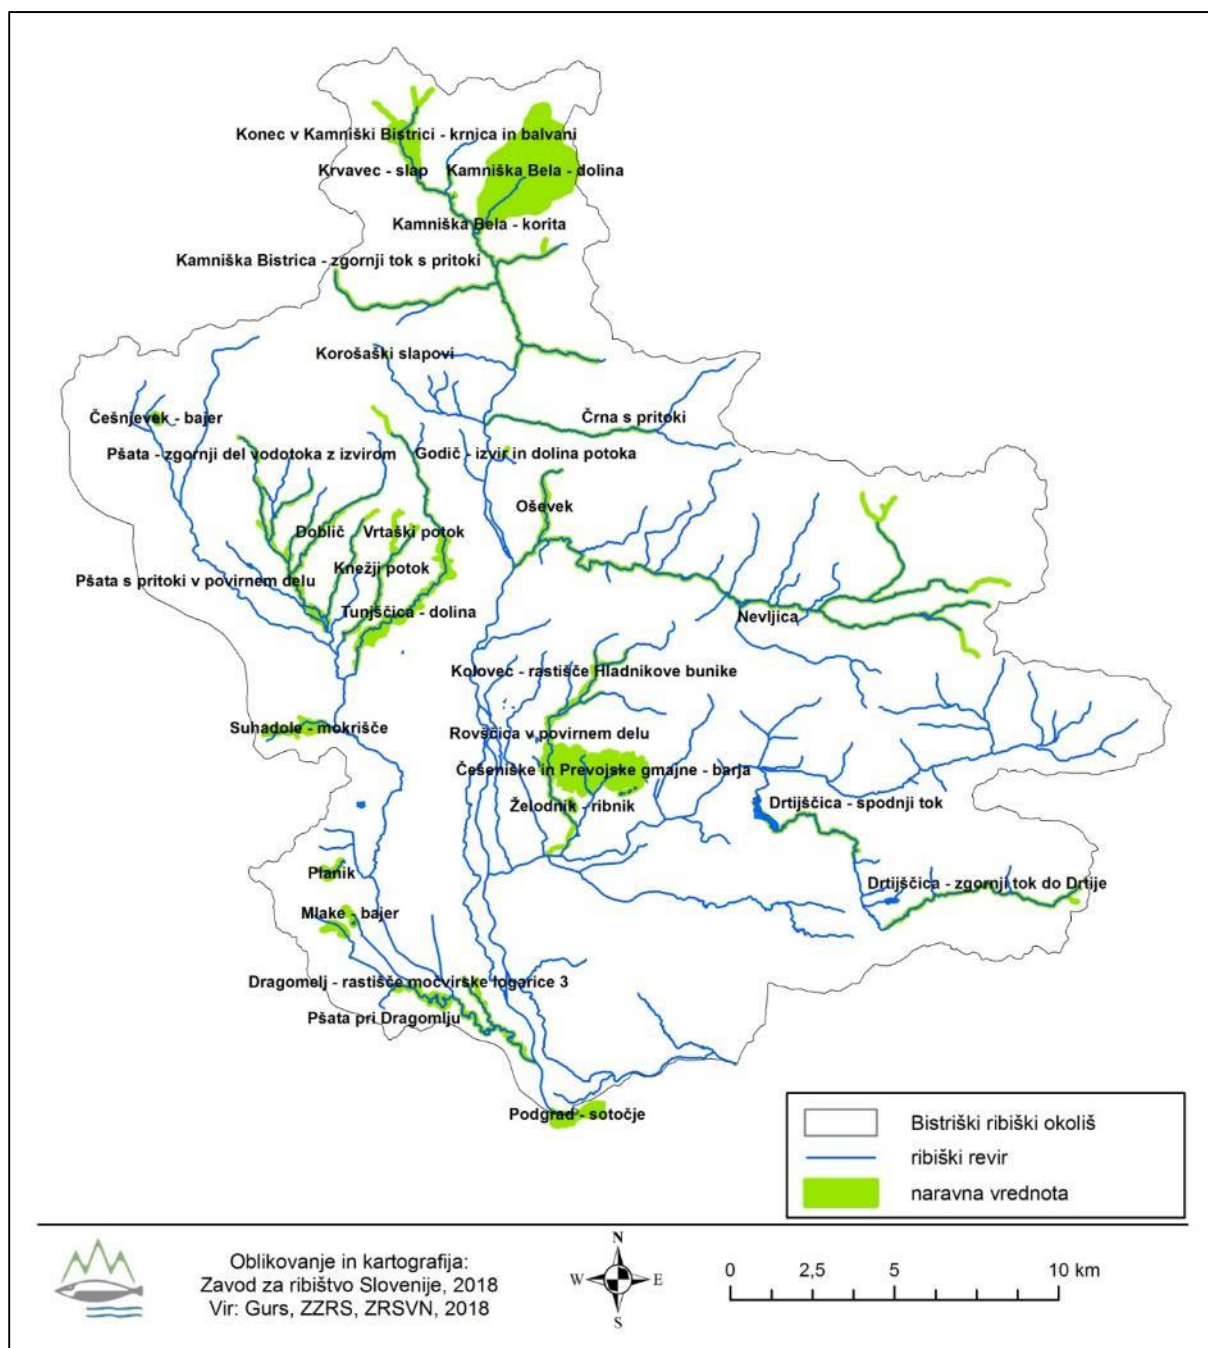 Konec v Kamniški Bistrici - krnica in balvani
Krvavec - slap
Kamniška Bela - dolina
Kamniška Bela - korita
Kamniška Bistrica - zgornji tok s pritoki
Korošaški slapovi
Češnjevek - bajer
Črna s pritoki
Pšata - zgornji del vodotoka z izvirom
Godič - izvir in dolina potoka
Oševek
Doblič
Vrtaški potok
Knežji potok
Pšata s pritoki v povirnem delu
Tunjščica - dolina
Nevljica
Kolovec - rastišče Hladnikove bunike
Suhadole - mokrišče
Rovščica v povirnem delu
Češeniške in Prevojske gmajne - barja
Želodnik - ribnik
Drtijščica - spodnji tok
Planik
Drtijščica - zgornji tok do Drtije
Mlake - bajer
Dragomelj - rastišče močvirske logarice 3
Pšata pri Dragomlju
Podgrad - sotočje
Bistriški ribiški okoliš
ribiški revir
naravna vrednota
Oblikovanje in kartografija:
Zavod za ribištvo Slovenije, 2018
Vir: Gurs, ZZRS, ZRSVN, 2018
N
W E
S
0 2,5 5 10 km